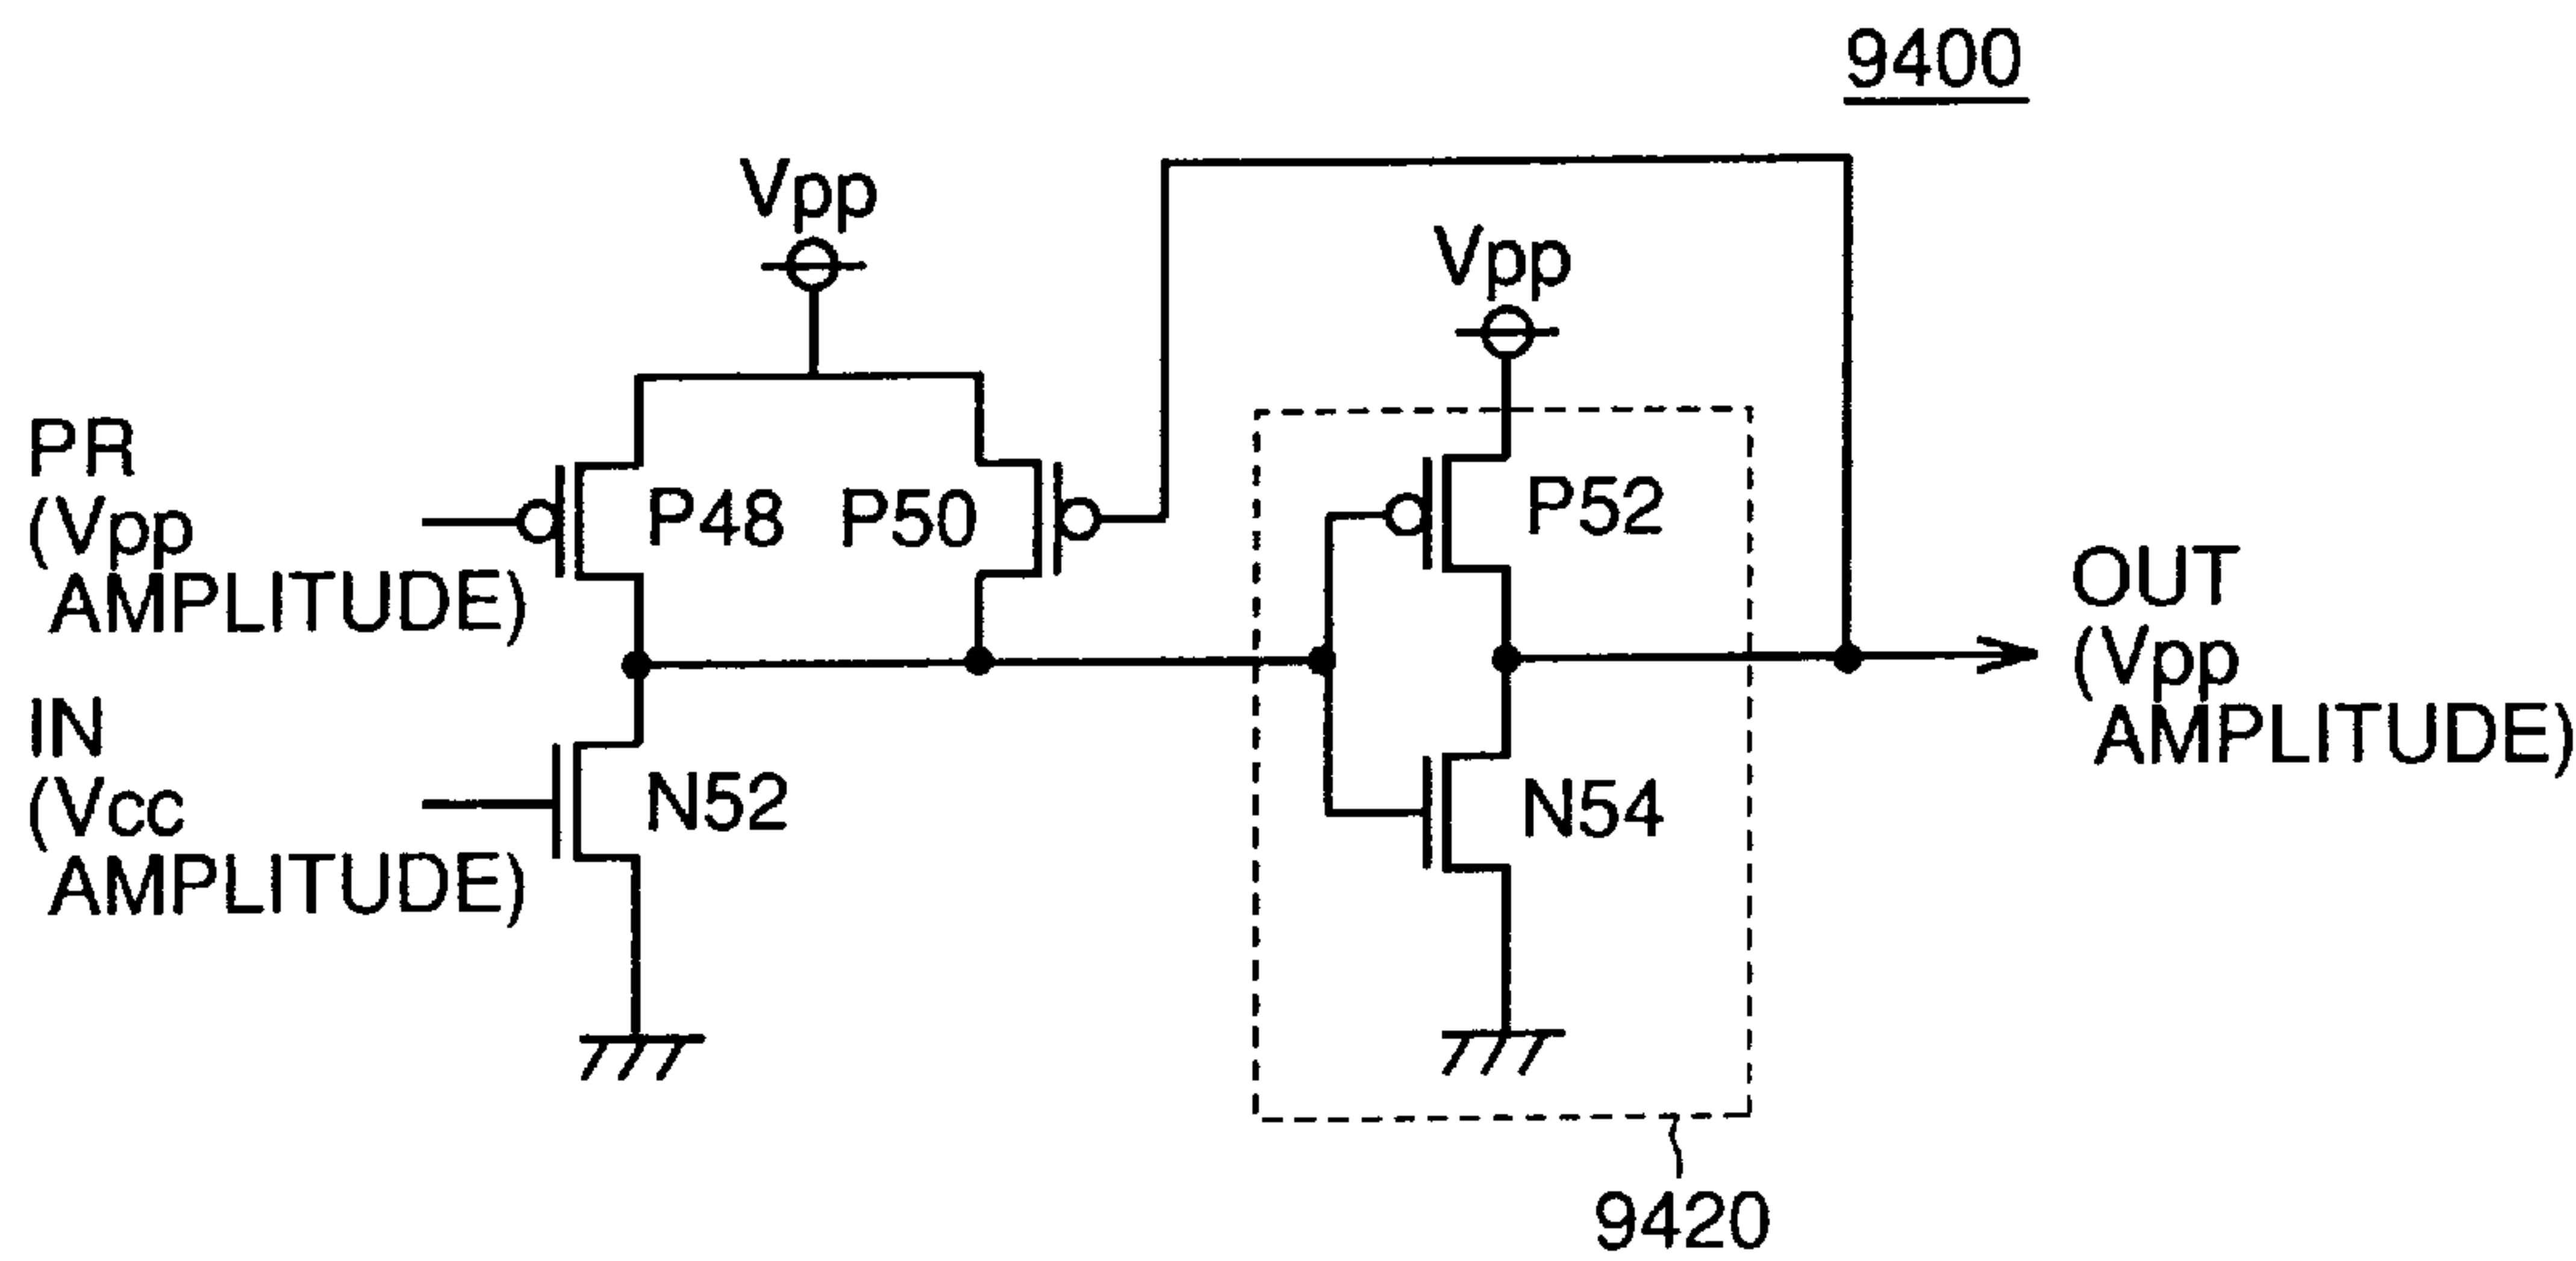 9400
Vpp
Vpp
PR
(Vpp
AMPLITUDE)
P48
P50
P52
OUT
(Vpp
AMPLITUDE)
IN
(Vcc
AMPLITUDE)
N52
N54
9420